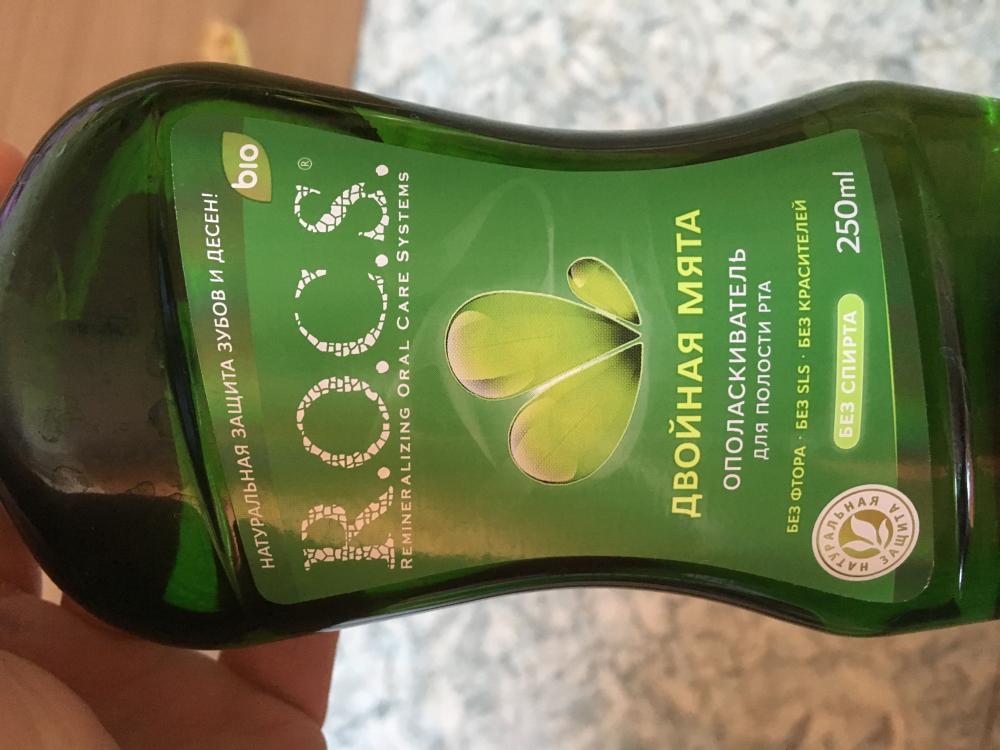 НАТУРАЛЬНАЯ ЗАЩИТА ЗУБОВ И ДЕСЕН!
bio
R.O.C.S.®
REMINERALIZING ORAL CARE SYSTEMS
ДВОЙНАЯ МЯТА
ОПОЛАСКИВАТЕЛЬ
ДЛЯ ПОЛОСТИ РТА
БЕЗ ФТОРА · БЕЗ SLS · БЕЗ КРАСИТЕЛЕЙ
БЕЗ СПИРТА
250ml
НАТУРАЛЬНАЯ ЗАЩИТА